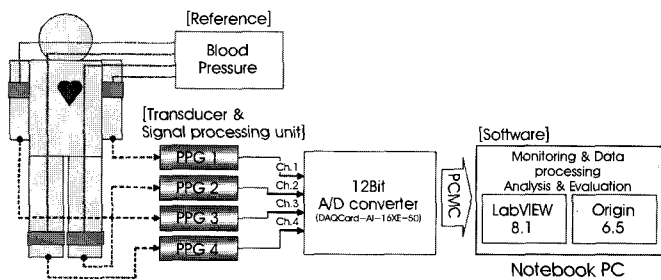 [Reference]
Blood
Pressure
[Transducer &
Signal processing unit]
PPG 1
PPG 2
PPG 3
PPG 4
Ch.1
Ch.2
Ch.3
Ch.4
12Bit
A/D converter
(DAQCard-AI-16XE-50)
PCMC
[Software]
Monitoring & Data
processing
Analysis & Evaluation
LabVIEW
8.1
Origin
6.5
Notebook PC